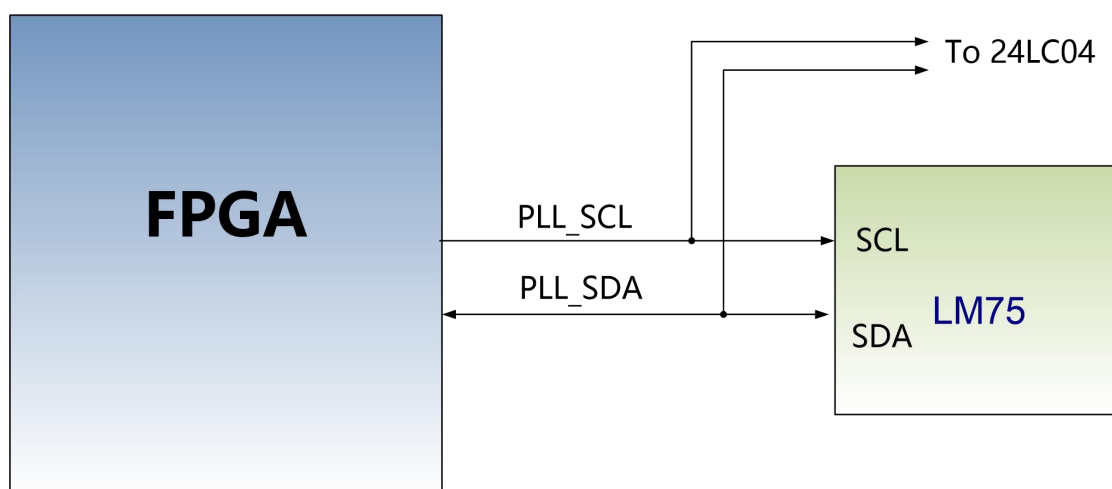 To 24LC04
FPGA
PLL_SCL
SCL
PLL_SDA
LM75
SDA